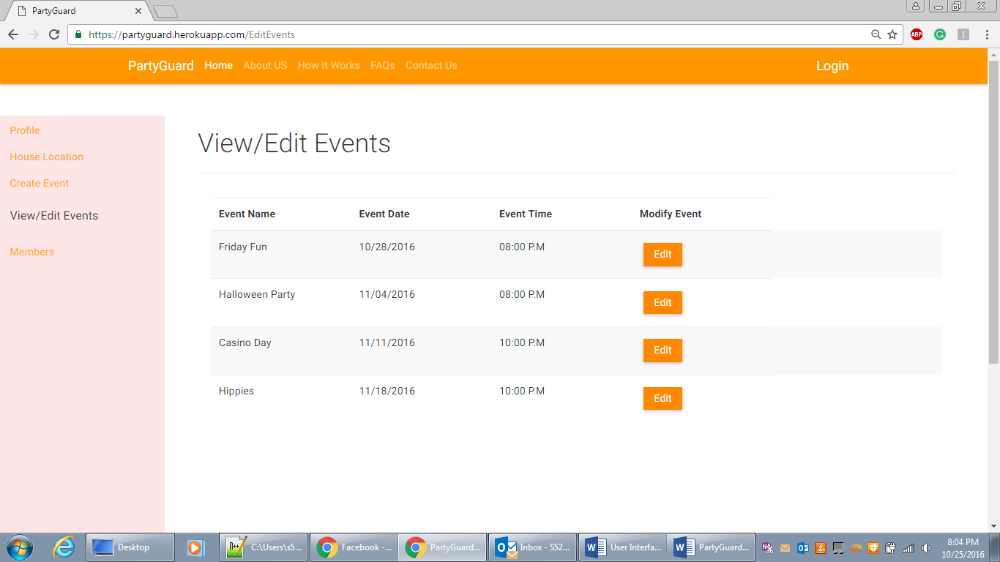 PartyGuard
https://partyguard.herokuapp.com/EditEvents
ABP
PartyGuard Home About US How It Works FAQs Contact Us Login
Profile
House Location
Create Event
View/Edit Events
Members
View/Edit Events
Event Name Event Date Event Time Modify Event
Friday Fun 10/28/2016 08:00 P.M Edit
Halloween Party 11/04/2016 08:00 P.M Edit
Casino Day 11/11/2016 10:00 P.M Edit
Hippies 11/18/2016 10:00 P.M Edit
Desktop C:\Users\s5... Facebook -... PartyGuard... Inbox - S52... User Interfa... PartyGuard... 8:04 PM
10/25/2016